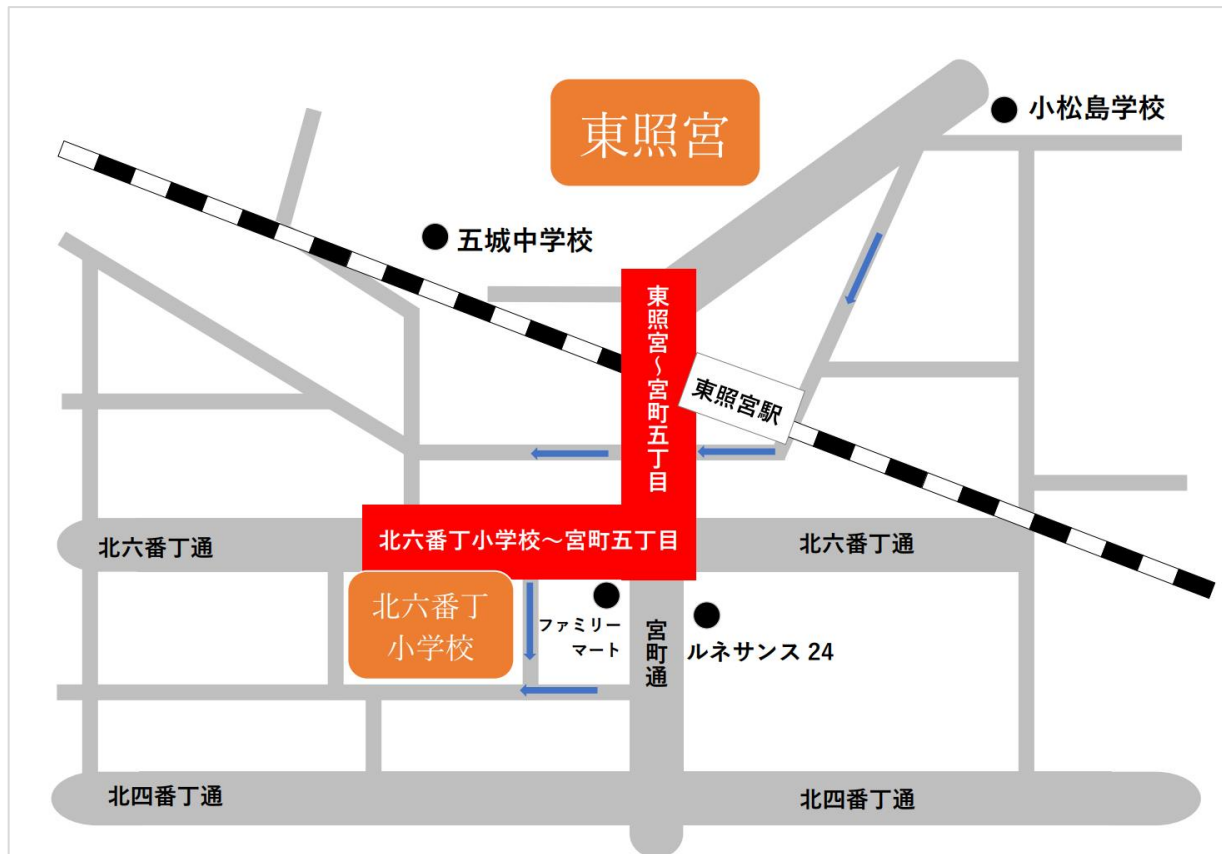 東照宮
小松島学校
五城中学校
東照宮～宮町五丁目
東照宮駅
北六番丁通
北六番丁小学校～宮町五丁目
北六番丁通
北六番丁
小学校
ファミリー
マート
宮町通
ルネサンス 24
北四番丁通
北四番丁通